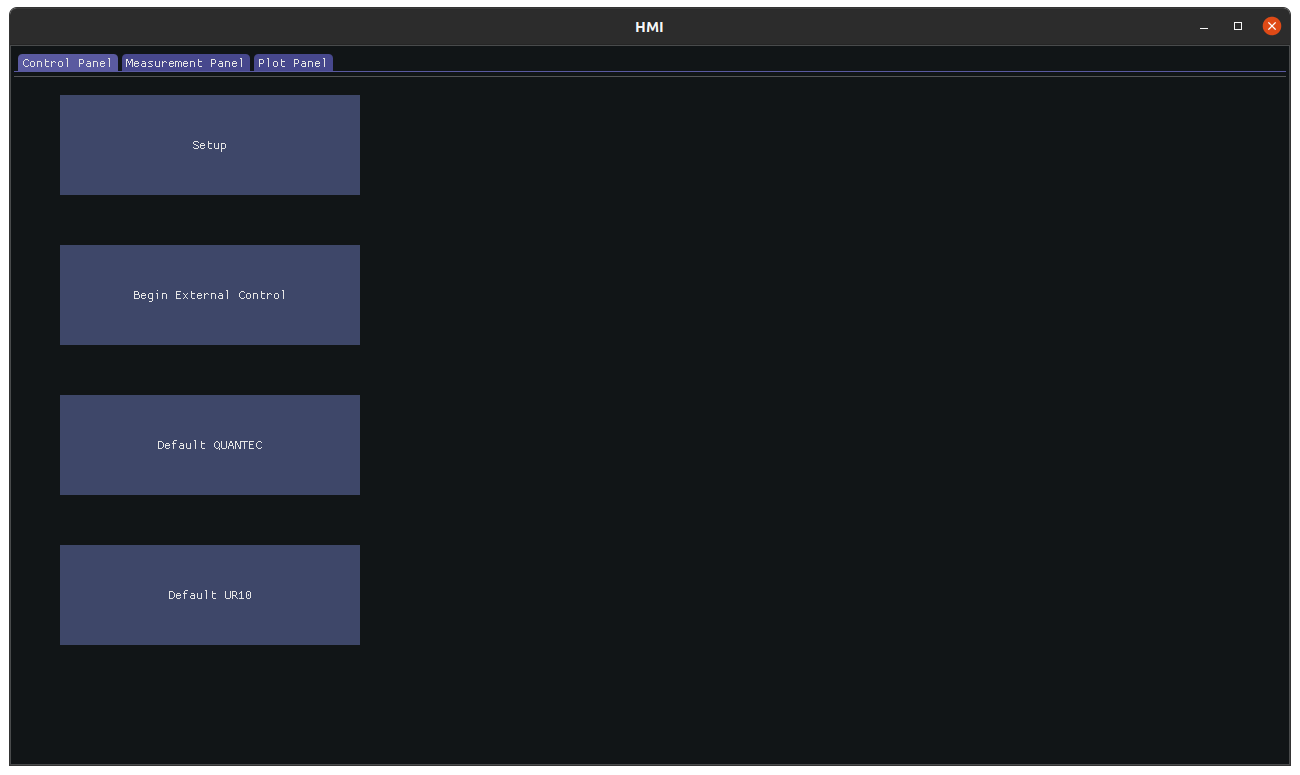 HMI
Control Panel Measurement Panel Plot Panel
Setup
Begin External Control
Default QUANTEC
Default UR10